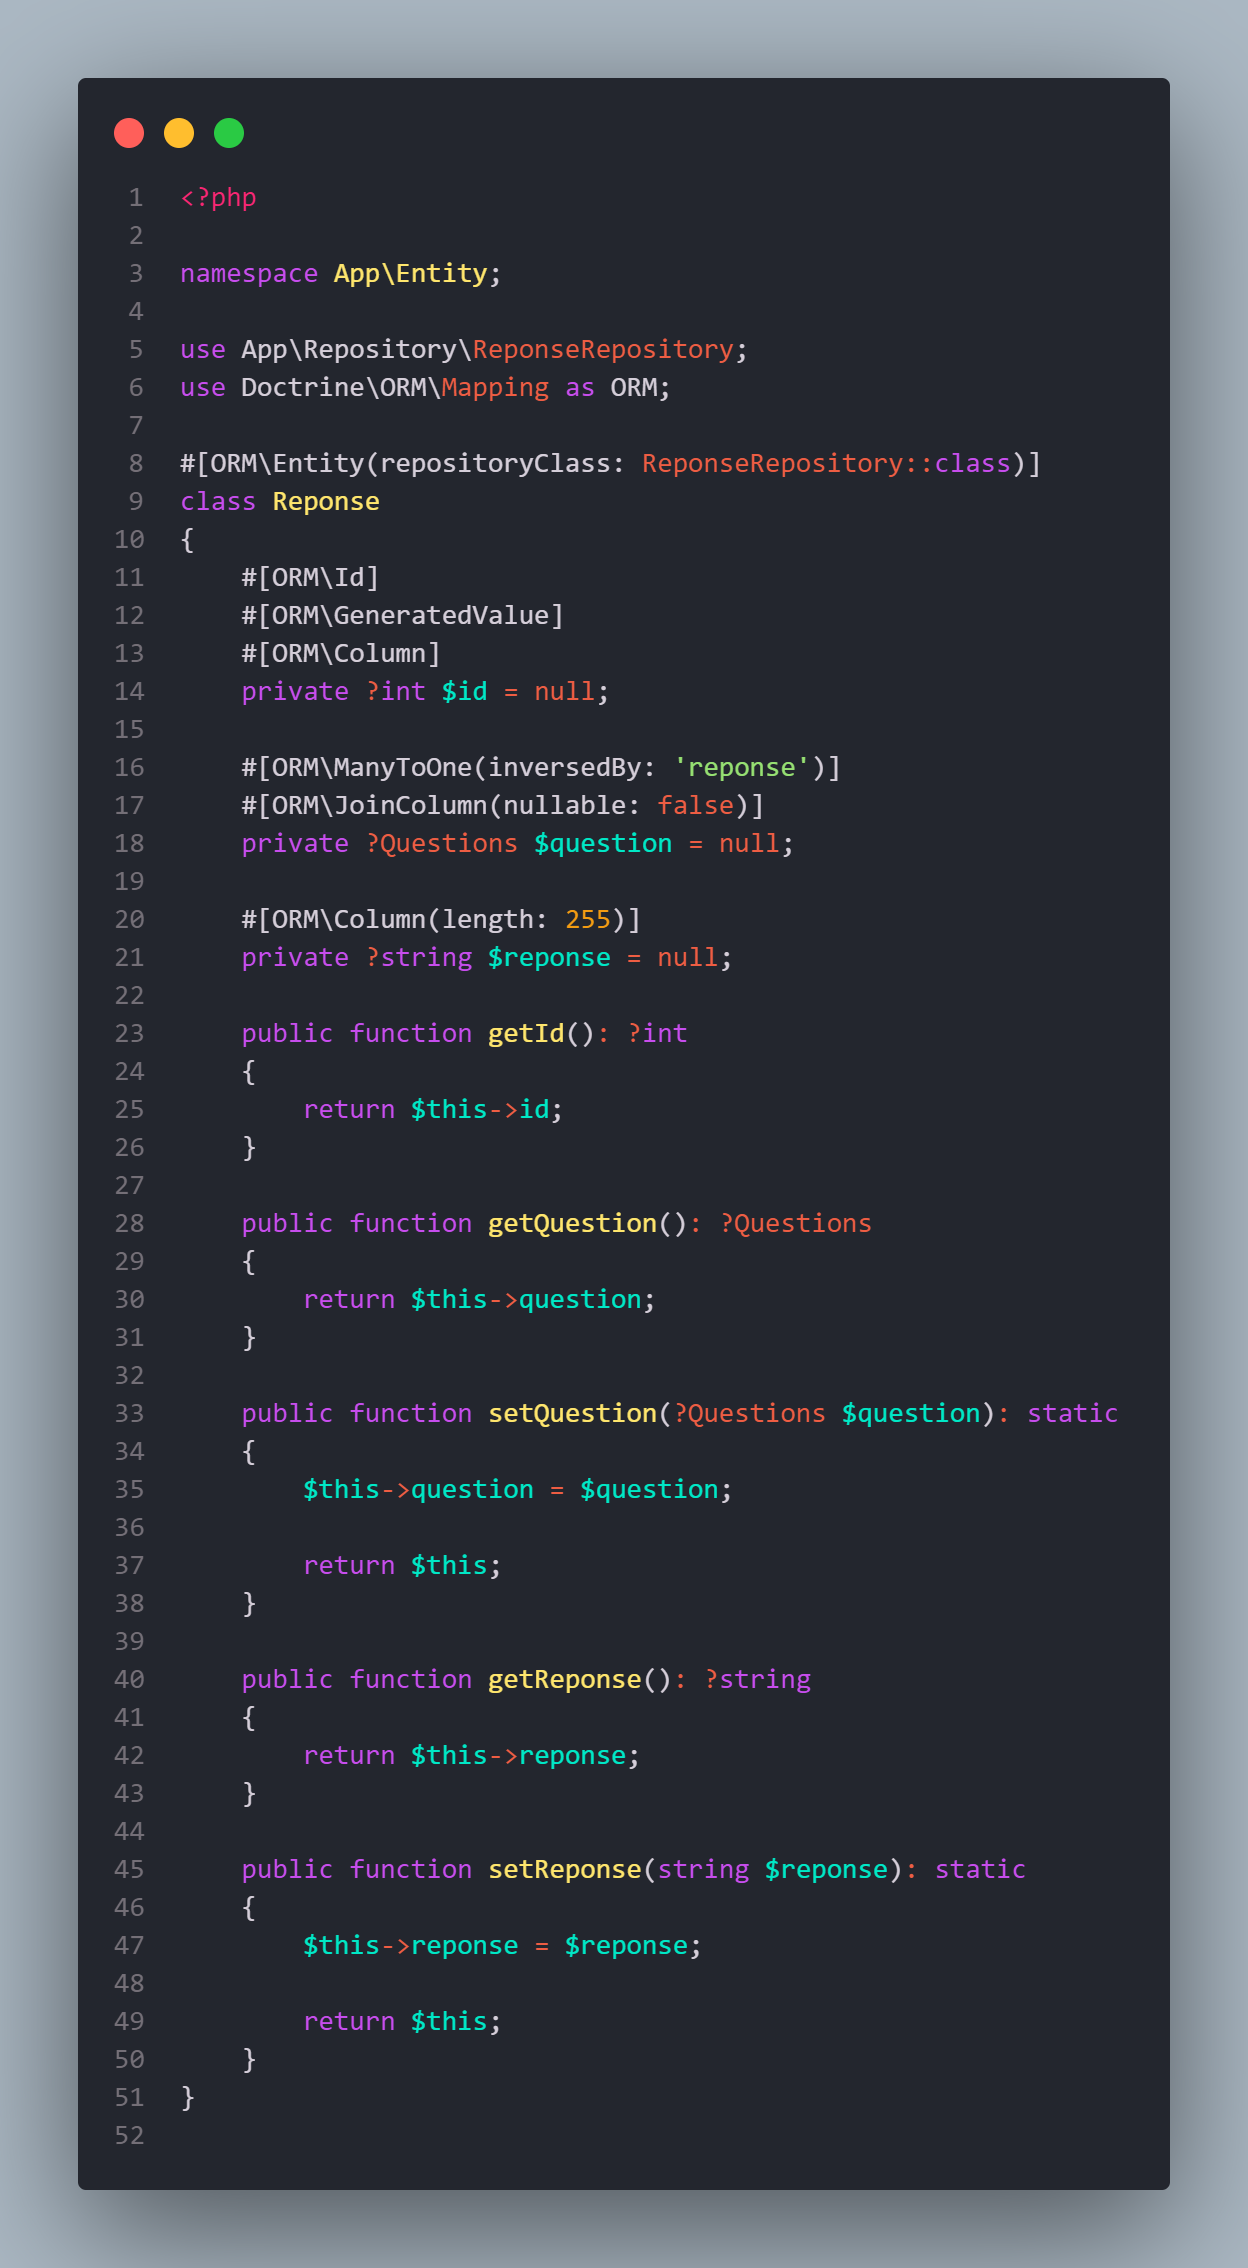 1 <?php
2
3 namespace App\Entity;
4
5 use App\Repository\ReponseRepository;
6 use Doctrine\ORM\Mapping as ORM;
7
8 #[ORM\Entity(repositoryClass: ReponseRepository::class)]
9 class Reponse
10 {
11     #[ORM\Id]
12     #[ORM\GeneratedValue]
13     #[ORM\Column]
14     private ?int $id = null;
15
16     #[ORM\ManyToOne(inversedBy: 'reponse')]
17     #[ORM\JoinColumn(nullable: false)]
18     private ?Questions $question = null;
19
20     #[ORM\Column(length: 255)]
21     private ?string $reponse = null;
22
23     public function getId(): ?int
24     {
25         return $this->id;
26     }
27
28     public function getQuestion(): ?Questions
29     {
30         return $this->question;
31     }
32
33     public function setQuestion(?Questions $question): static
34     {
35         $this->question = $question;
36
37         return $this;
38     }
39
40     public function getReponse(): ?string
41     {
42         return $this->reponse;
43     }
44
45     public function setReponse(string $reponse): static
46     {
47         $this->reponse = $reponse;
48
49         return $this;
50     }
51 }
52